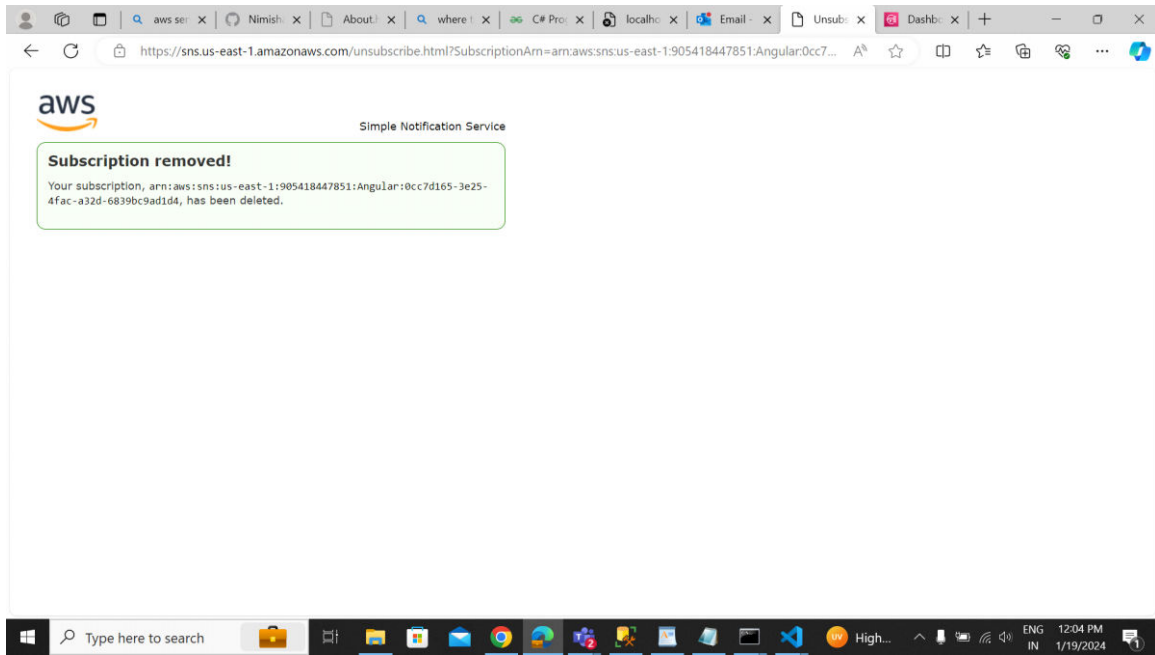 aws ser
Nimish
About.
where t
C# Pro
localho
Email -
Unsub
Dashbo
https://sns.us-east-1.amazonaws.com/unsubscribe.html?SubscriptionArn=arn:aws:sns:us-east-1:905418447851:Angular:0cc7...
aws
Simple Notification Service
Subscription removed!
Your subscription, arn:aws:sns:us-east-1:905418447851:Angular:0cc7d165-3e25-
4fac-a32d-6839bc9ad1d4, has been deleted.
Type here to search
UV
High...
ENG
IN
12:04 PM
1/19/2024